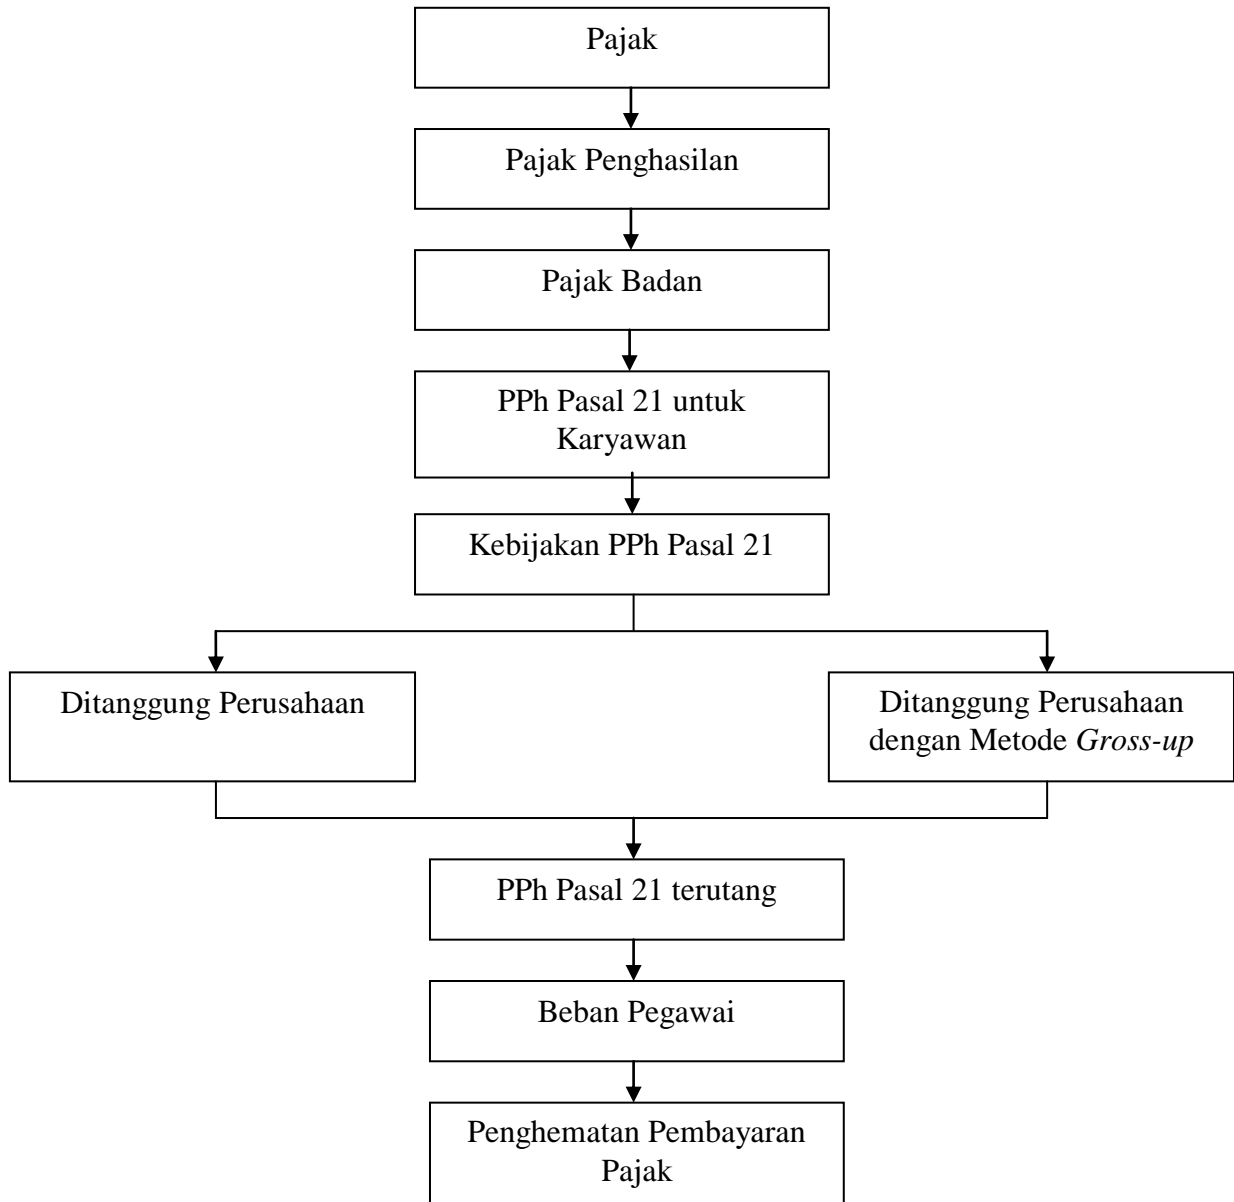 Pajak
Pajak Penghasilan
Pajak Badan
PPh Pasal 21 untuk
Karyawan
Kebijakan PPh Pasal 21
Ditanggung Perusahaan
Ditanggung Perusahaan
dengan Metode Gross-up
PPh Pasal 21 terutang
Beban Pegawai
Penghematan Pembayaran
Pajak